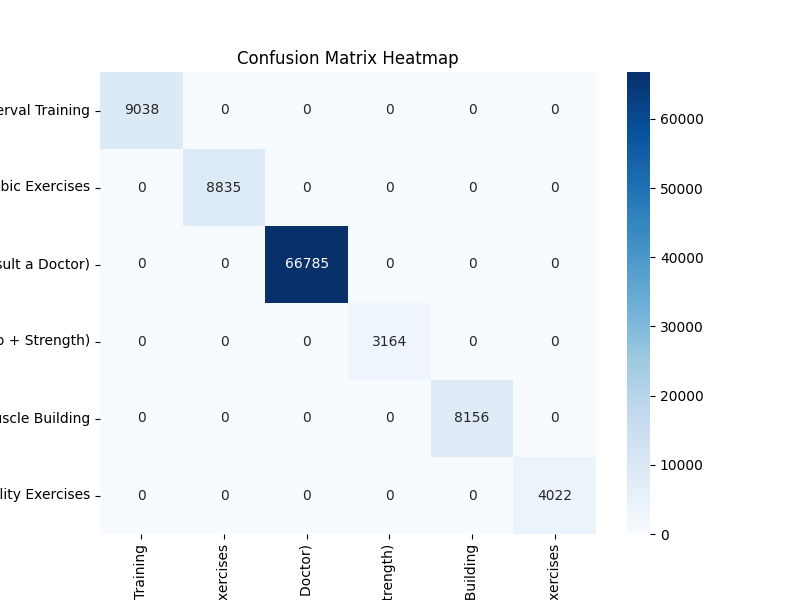 Confusion Matrix Heatmap
erval Training 9038 0 0 0 0 0
bic Exercises 0 8835 0 0 0 0
sult a Doctor) 0 0 66785 0 0 0
o + Strength) 0 0 0 3164 0 0
uscle Building 0 0 0 0 8156 0
lity Exercises 0 0 0 0 0 4022
Training
xercises
Doctor)
trength)
Building
xercises
60000
50000
40000
30000
20000
10000
0